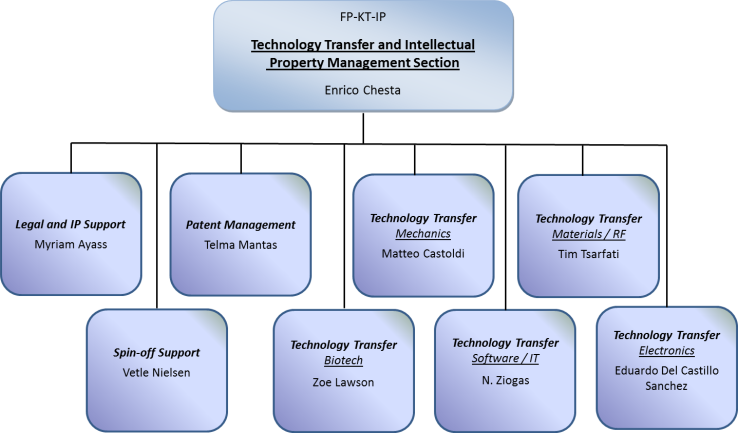 FP-KT-IP
Technology Transfer and Intellectual
Property Management Section
Enrico Chesta
Legal and IP Support
Myriam Ayass
Patent Management
Telma Mantas
Technology Transfer
Mechanics
Matteo Castoldi
Technology Transfer
Materials / RF
Tim Tsarfati
Spin-off Support
Vetle Nielsen
Technology Transfer
Biotech
Zoe Lawson
Technology Transfer
Software / IT
N. Ziogas
Technology Transfer
Electronics
Eduardo Del Castillo
Sanchez